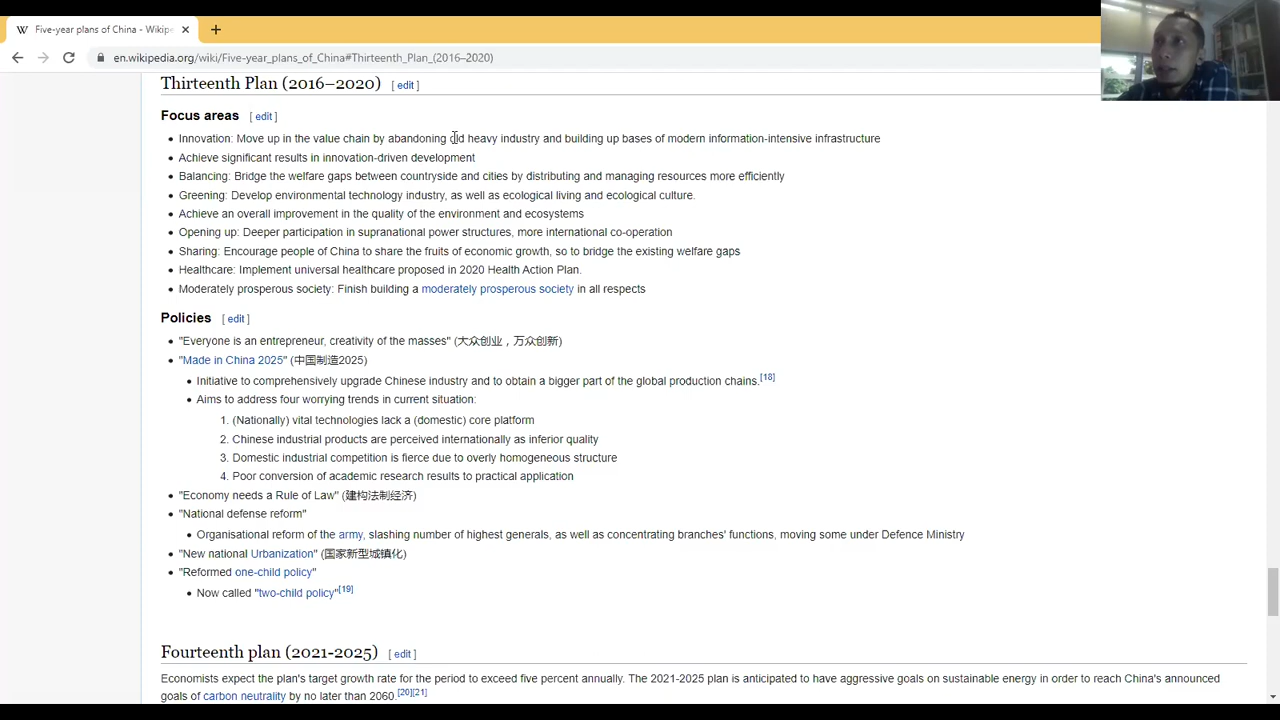 Five-year plans of China - Wikipe
en.wikipedia.org/wiki/Five-year_plans_of_China#Thirteenth_Plan_(2016–2020)
Thirteenth Plan (2016–2020) [ edit ]
Focus areas [ edit ]
Innovation: Move up in the value chain by abandoning old heavy industry and building up bases of modern information-intensive infrastructure
Achieve significant results in innovation-driven development
Balancing: Bridge the welfare gaps between countryside and cities by distributing and managing resources more efficiently
Greening: Develop environmental technology industry, as well as ecological living and ecological culture.
Achieve an overall improvement in the quality of the environment and ecosystems
Opening up: Deeper participation in supranational power structures, more international co-operation
Sharing: Encourage people of China to share the fruits of economic growth, so to bridge the existing welfare gaps
Healthcare: Implement universal healthcare proposed in 2020 Health Action Plan.
Moderately prosperous society: Finish building a moderately prosperous society in all respects
Policies [ edit ]
"Everyone is an entrepreneur, creativity of the masses" (大众创业，万众创新)
"Made in China 2025" (中国制造2025)
Initiative to comprehensively upgrade Chinese industry and to obtain a bigger part of the global production chains.[18]
Aims to address four worrying trends in current situation:
1. (Nationally) vital technologies lack a (domestic) core platform
2. Chinese industrial products are perceived internationally as inferior quality
3. Domestic industrial competition is fierce due to overly homogeneous structure
4. Poor conversion of academic research results to practical application
"Economy needs a Rule of Law" (建构法制经济)
"National defense reform"
Organisational reform of the army, slashing number of highest generals, as well as concentrating branches' functions, moving some under Defence Ministry
"New national Urbanization" (国家新型城镇化)
"Reformed one-child policy"
Now called "two-child policy"[19]
Fourteenth plan (2021-2025) [ edit ]
Economists expect the plan's target growth rate for the period to exceed five percent annually. The 2021-2025 plan is anticipated to have aggressive goals on sustainable energy in order to reach China's announced
goals of carbon neutrality by no later than 2060.[20][21]